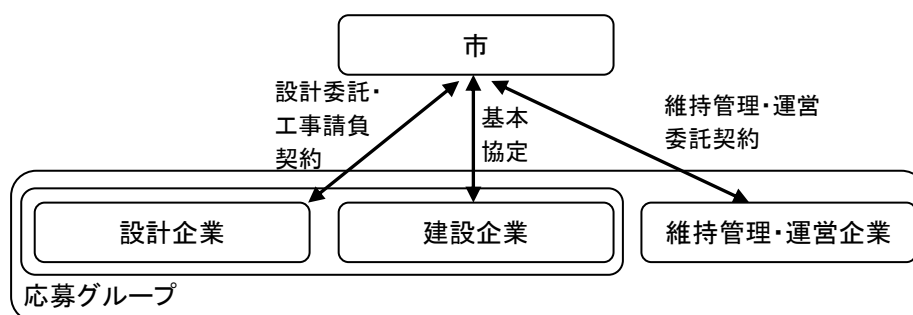 市
設計委託・
工事請負
契約
基本
協定
維持管理・運営
委託契約
設計企業
建設企業
維持管理・運営企業
応募グループ